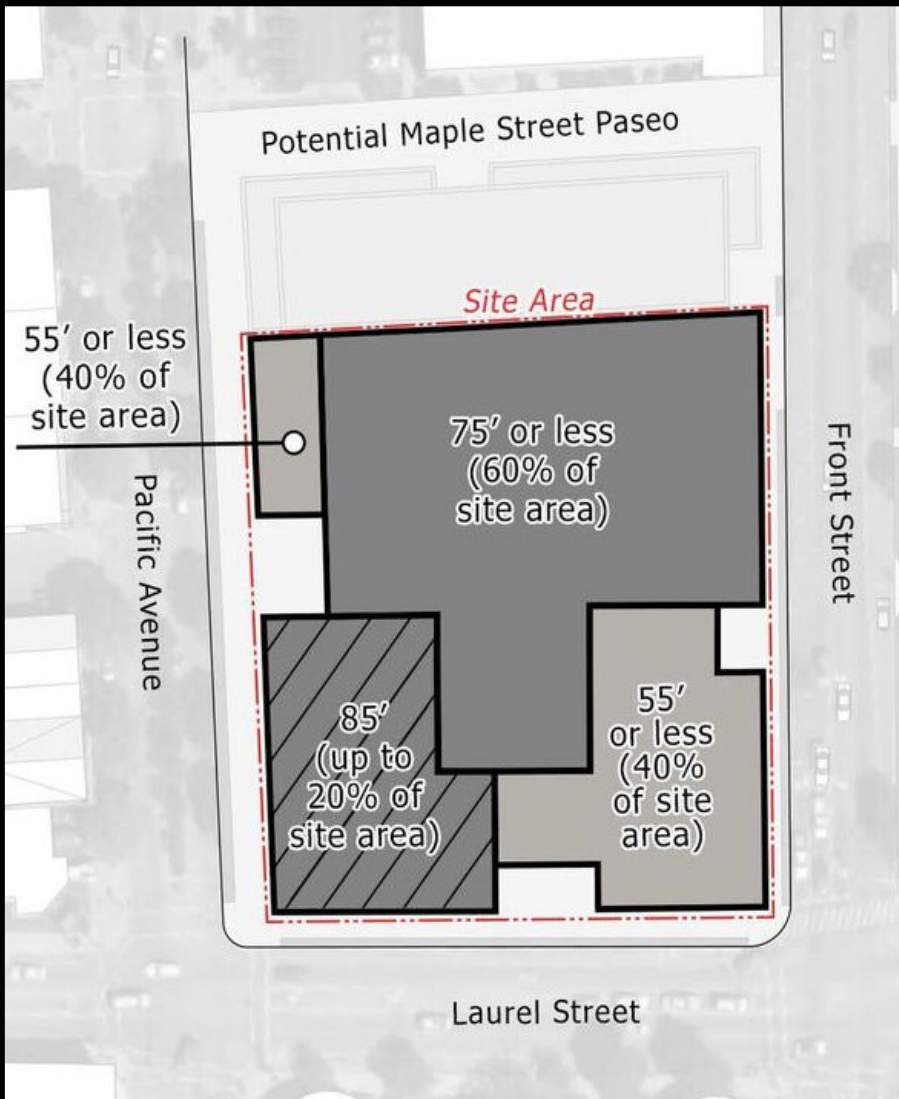 Potential Maple Street Paseo
Site Area
55′ or less
(40% of
site area)
75′ or less
(60% of
site area)
Pacific Avenue
Front Street
85′
(up to
20% of
site area)
55′
or less
(40%
of site
area)
Laurel Street